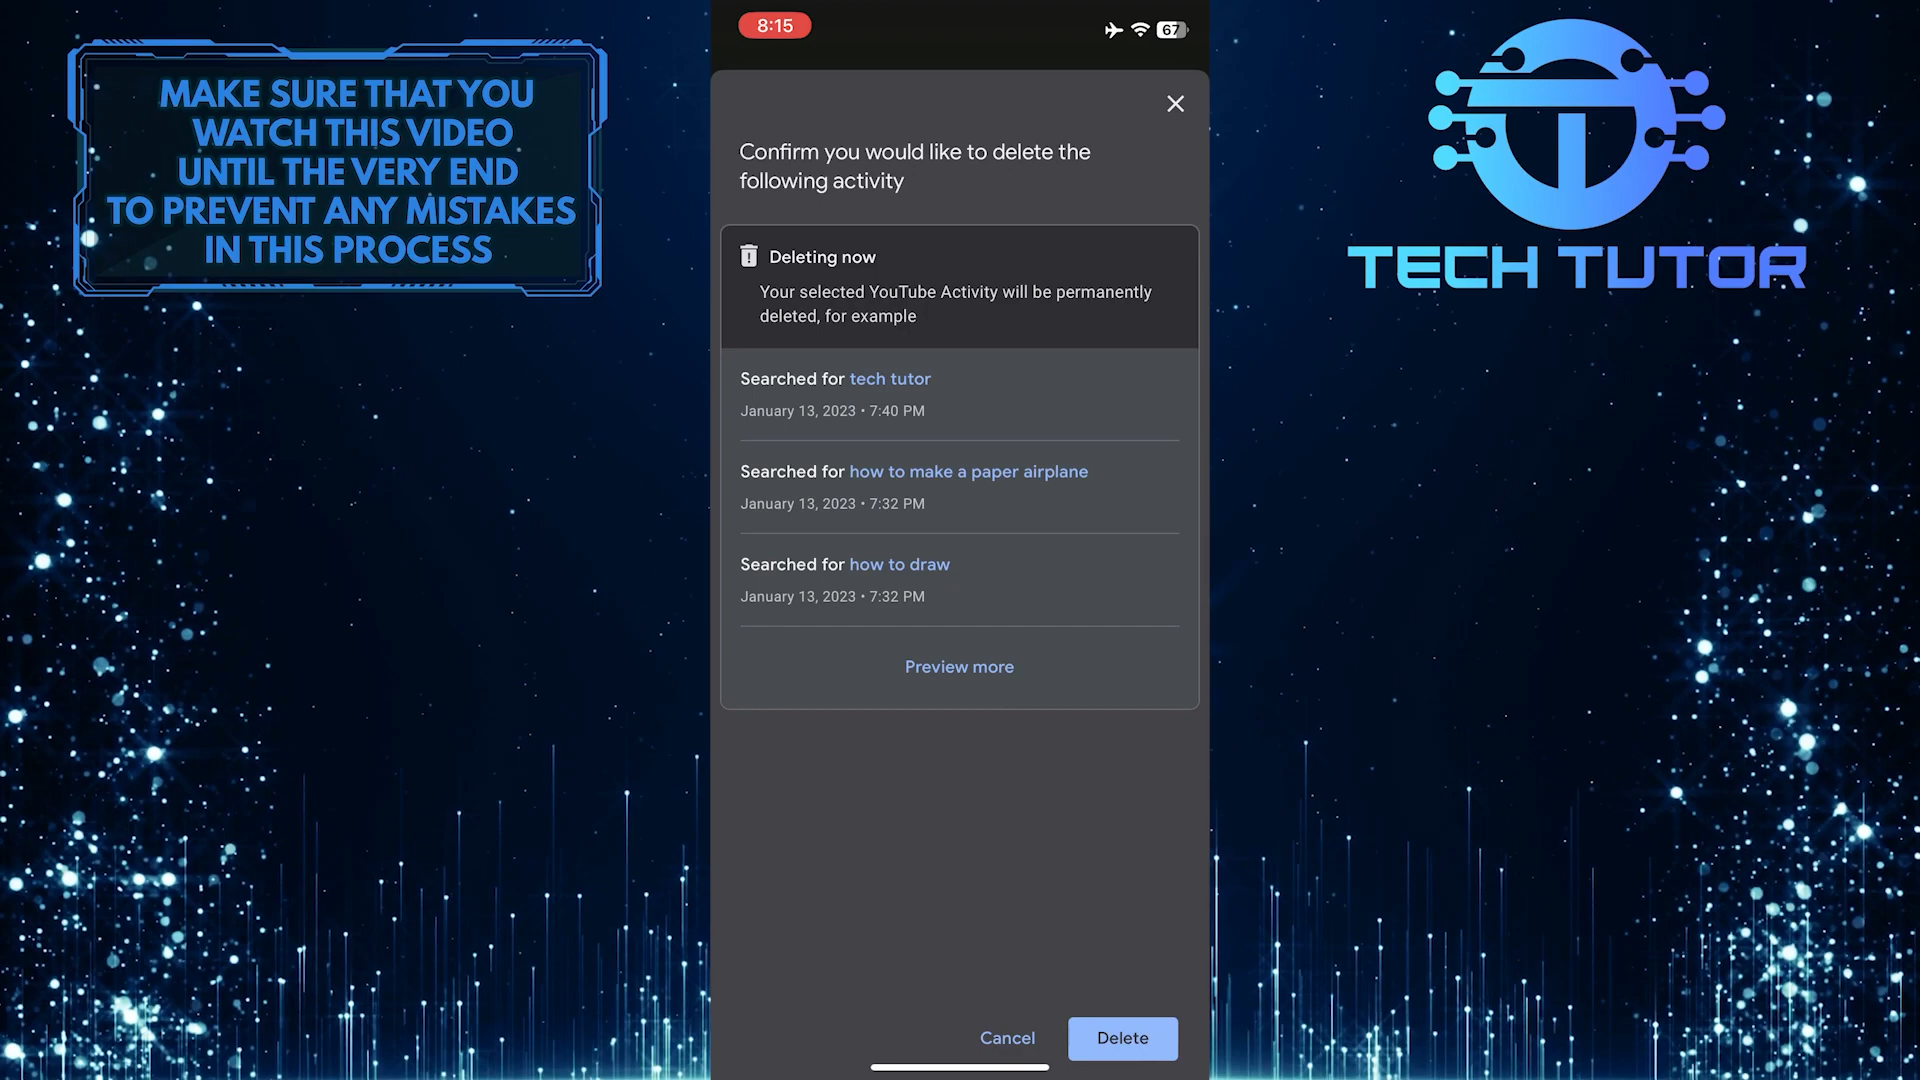 MAKE SURE THAT YOU
WATCH THIS VIDEO
UNTIL THE VERY END
TO PREVENT ANY MISTAKES
IN THIS PROCESS
8:15
67
Confirm you would like to delete the
following activity
Deleting now
Your selected YouTube Activity will be permanently
deleted, for example
Searched for tech tutor
January 13, 2023 • 7:40 PM
Searched for how to make a paper airplane
January 13, 2023 • 7:32 PM
Searched for how to draw
January 13, 2023 • 7:32 PM
Preview more
Cancel
Delete
TECH TUTOR